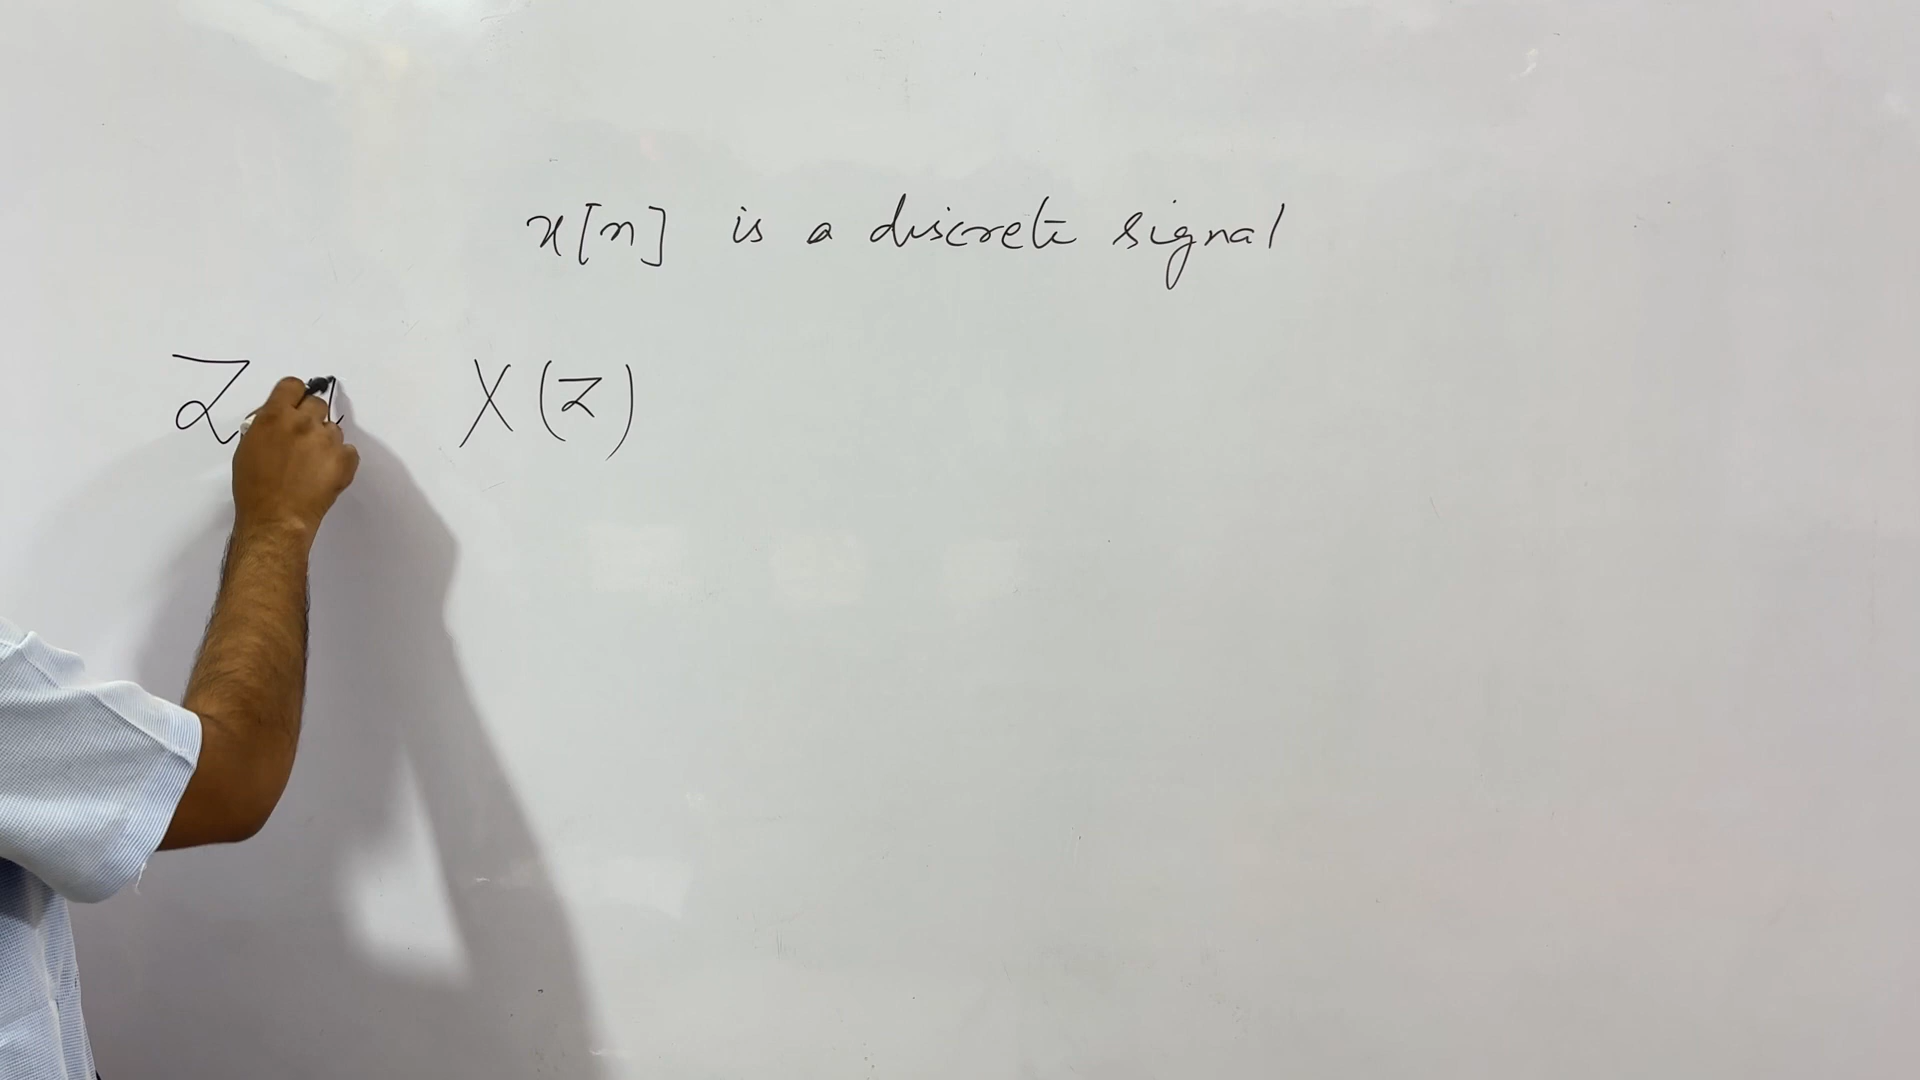 x[n] is a discrete signal
Z X(z)